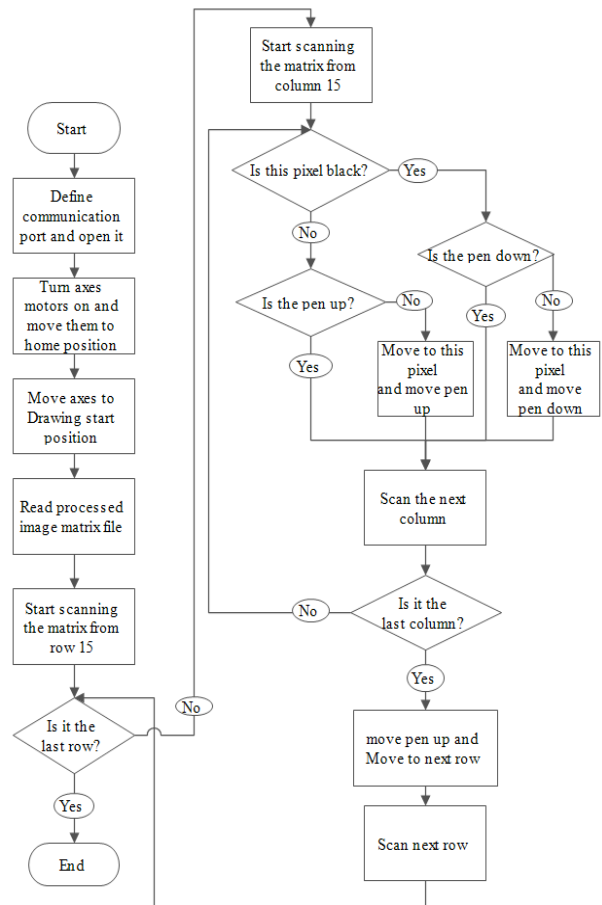 Start
Define
communication
port and open it
Turn axes
motors on and
move them to
home position
Move axes to
Drawing start
position
Read processed
image matrix file
Start scanning
the matrix from
row 15
Is it the
last row?
No
Yes
End
Start scanning
the matrix from
column 15
Is this pixel black?
Yes
No
Is the pen down?
Is the pen up?
No
Yes
No
Yes
Move to this
pixel
and move pen
up
Move to this
pixel
and move
pen down
Scan the next
column
Is it the
last column?
No
Yes
move pen up and
Move to next row
Scan next row